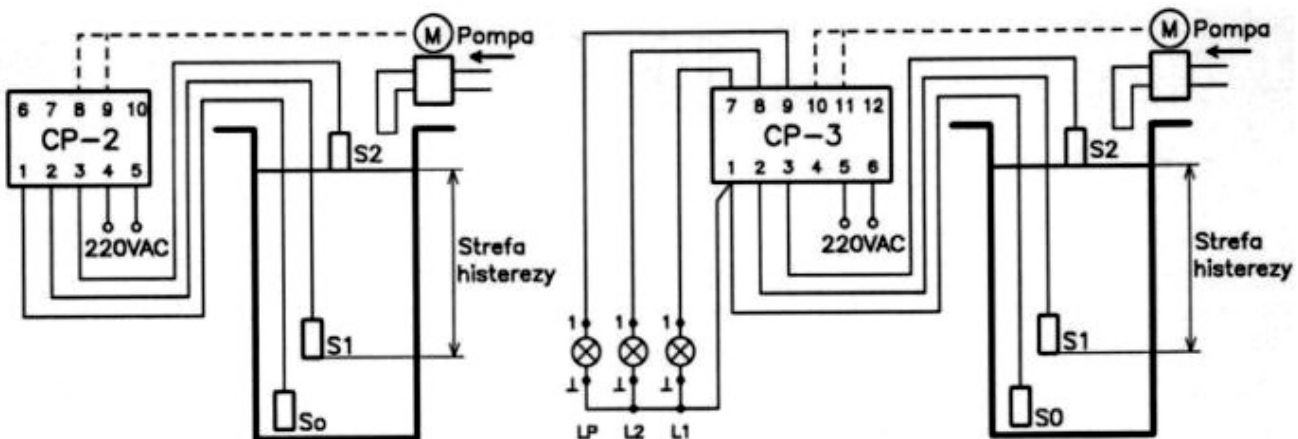 M Pompa
6 7 8 9 10
CP-2
1 2 3 4 5
220VAC
S2
Strefa
histerezy
S1
So
M Pompa
7 8 9 10 11 12
CP-3
1 2 3 4 5 6
220VAC
S2
Strefa
histerezy
S1
S0
1 1 1
⊥ ⊥ ⊥
LP L2 L1